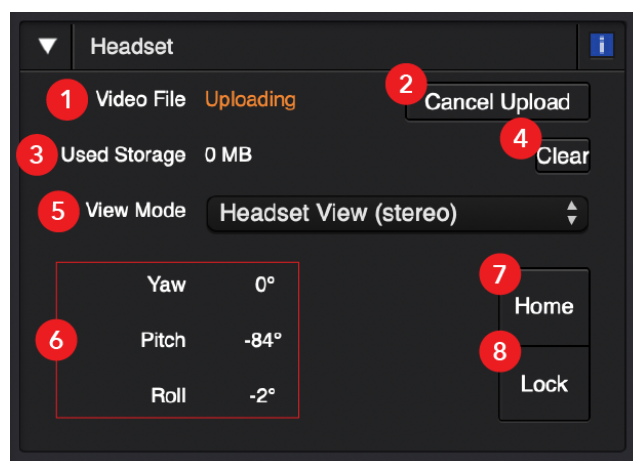 Headset i
1 Video File Uploading 2 Cancel Upload
3 Used Storage 0 MB 4 Clear
5 View Mode Headset View (stereo)
Yaw 0° 7 Home
6 Pitch -84°
Roll -2° 8 Lock